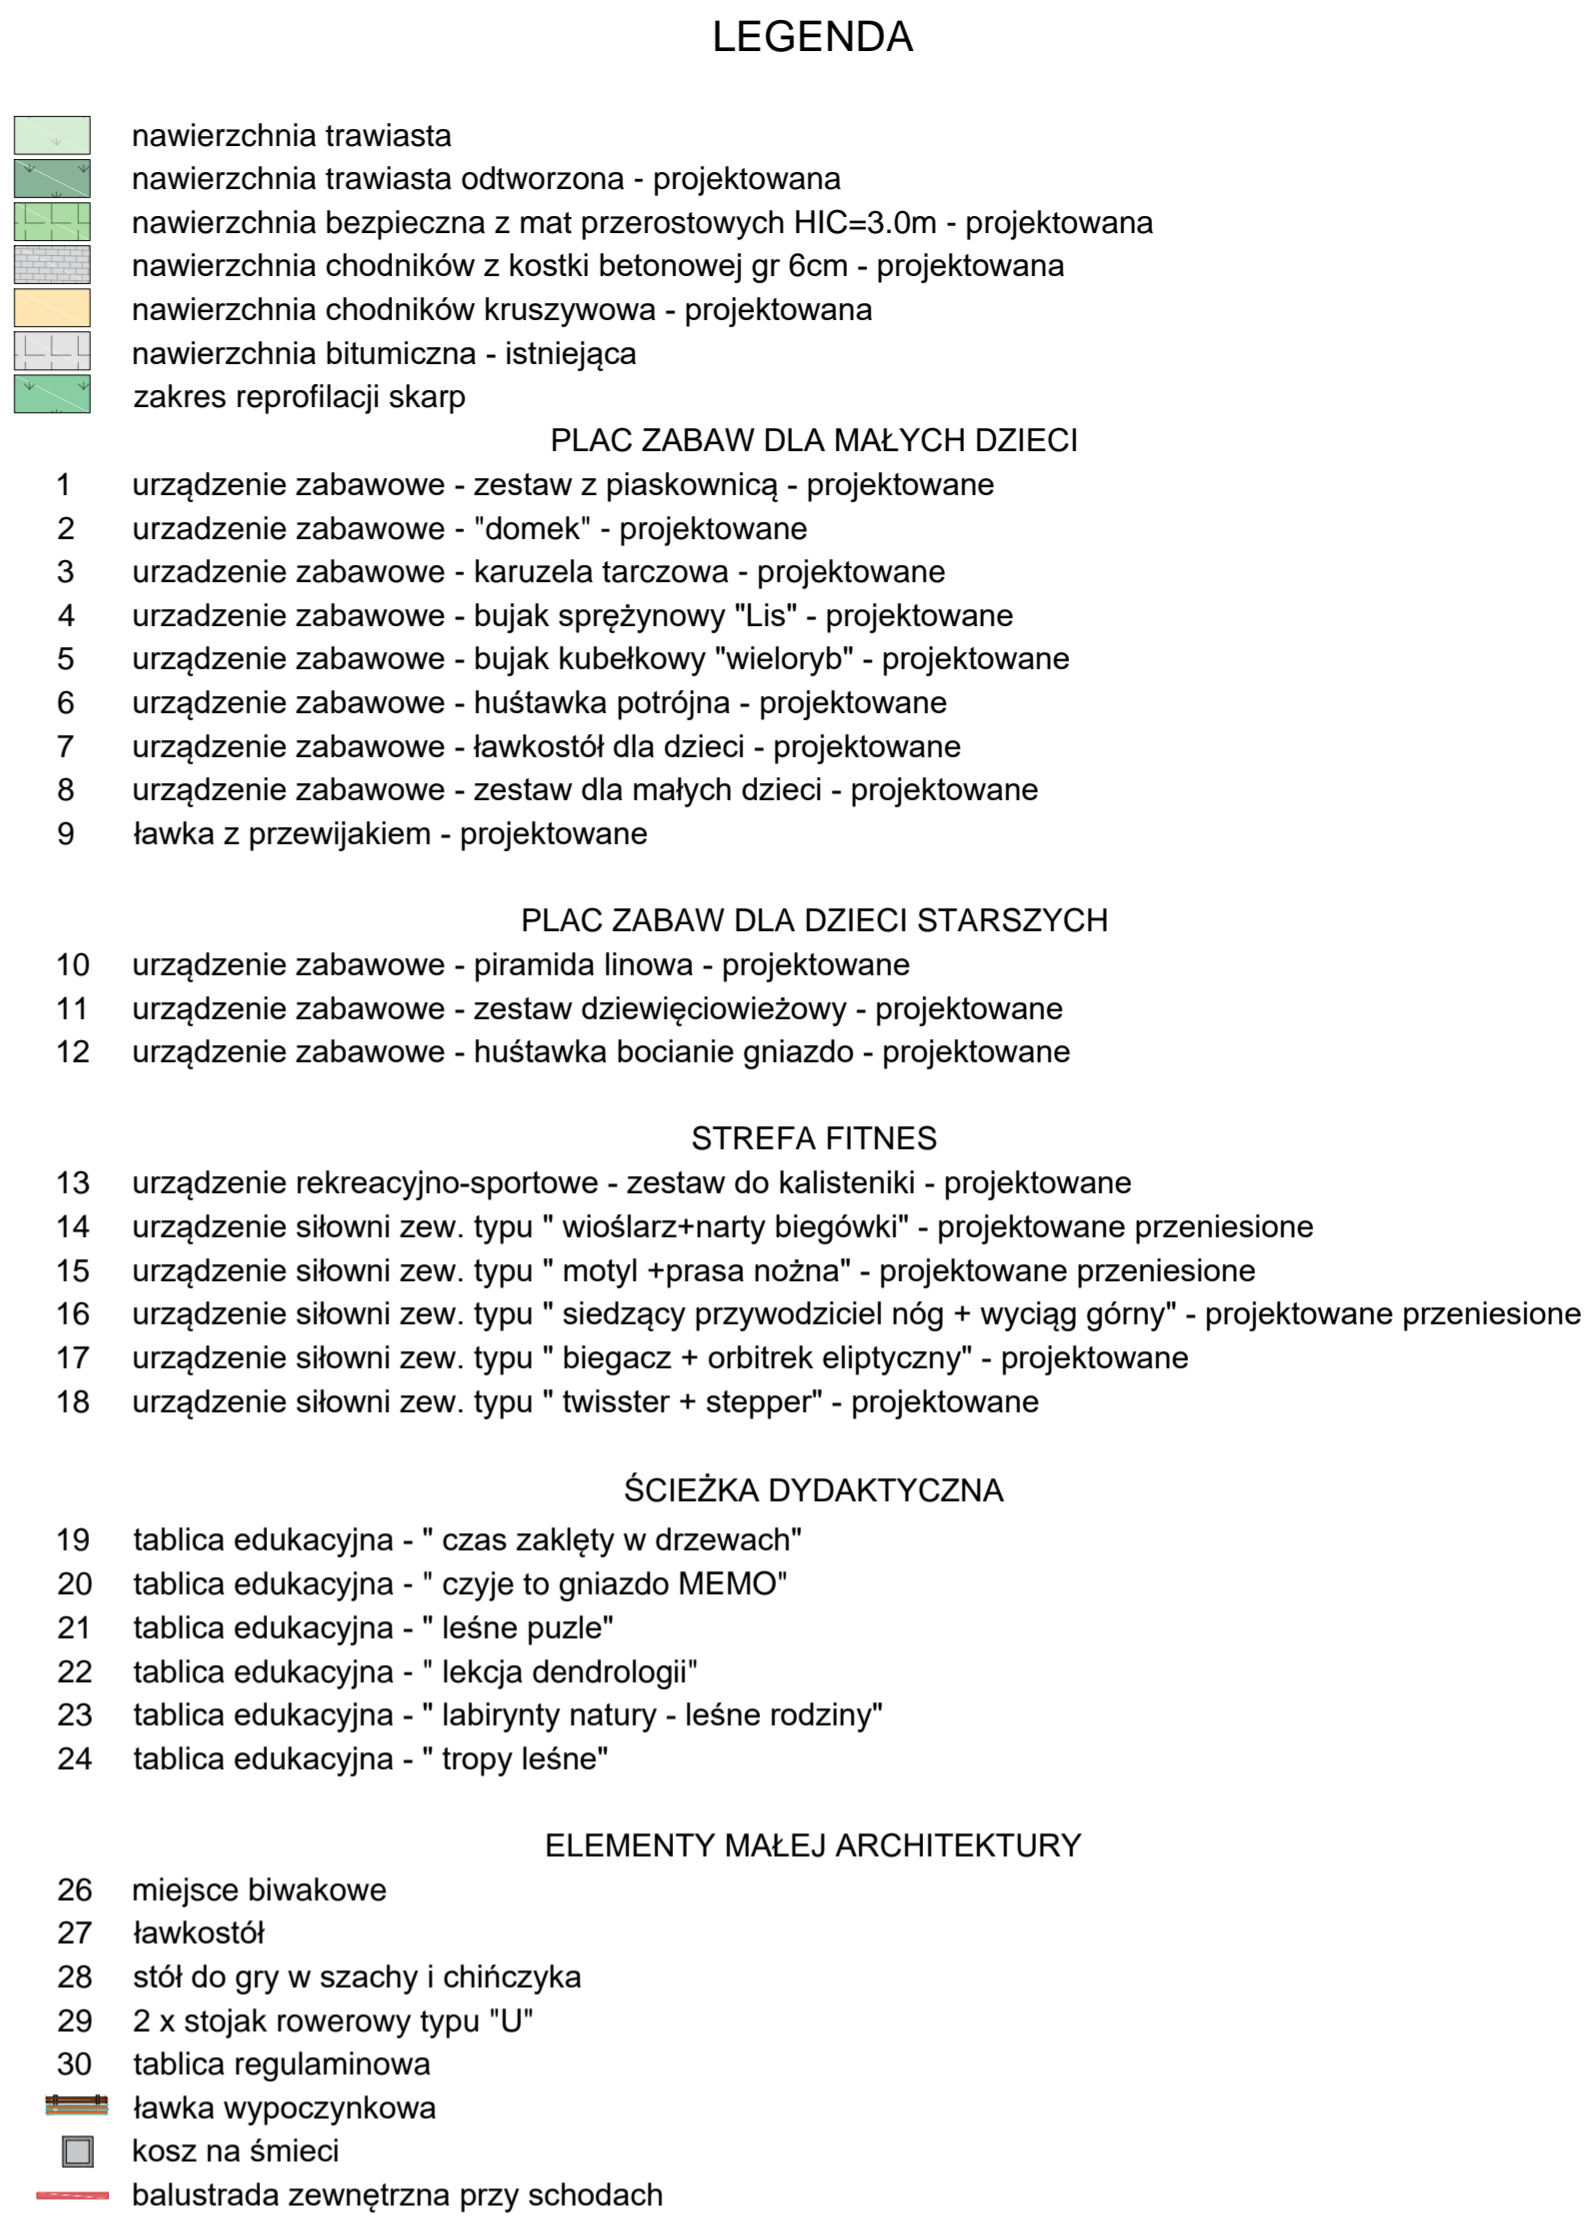 LEGENDA
nawierzchnia trawiasta
nawierzchnia trawiasta odtworzona - projektowana
nawierzchnia bezpieczna z mat przerostowych HIC=3.0m - projektowana
nawierzchnia chodników z kostki betonowej gr 6cm - projektowana
nawierzchnia chodników kruszywowa - projektowana
nawierzchnia bitumiczna - istniejąca
zakres reprofilacji skarp
PLAC ZABAW DLA MAŁYCH DZIECI
1 urządzenie zabawowe - zestaw z piaskownicą - projektowane
2 urzadzenie zabawowe - "domek" - projektowane
3 urzadzenie zabawowe - karuzela tarczowa - projektowane
4 urzadzenie zabawowe - bujak sprężynowy "Lis" - projektowane
5 urządzenie zabawowe - bujak kubełkowy "wieloryb" - projektowane
6 urządzenie zabawowe - huśtawka potrójna - projektowane
7 urządzenie zabawowe - ławkostół dla dzieci - projektowane
8 urządzenie zabawowe - zestaw dla małych dzieci - projektowane
9 ławka z przewijakiem - projektowane
PLAC ZABAW DLA DZIECI STARSZYCH
10 urządzenie zabawowe - piramida linowa - projektowane
11 urządzenie zabawowe - zestaw dziewięciowieżowy - projektowane
12 urządzenie zabawowe - huśtawka bocianie gniazdo - projektowane
STREFA FITNES
13 urządzenie rekreacyjno-sportowe - zestaw do kalisteniki - projektowane
14 urządzenie siłowni zew. typu " wioślarz+narty biegówki" - projektowane przeniesione
15 urządzenie siłowni zew. typu " motyl +prasa nożna" - projektowane przeniesione
16 urządzenie siłowni zew. typu " siedzący przywodziciel nóg + wyciąg górny" - projektowane przeniesione
17 urządzenie siłowni zew. typu " biegacz + orbitrek eliptyczny" - projektowane
18 urządzenie siłowni zew. typu " twisster + stepper" - projektowane
ŚCIEŻKA DYDAKTYCZNA
19 tablica edukacyjna - " czas zaklęty w drzewach"
20 tablica edukacyjna - " czyje to gniazdo MEMO"
21 tablica edukacyjna - " leśne puzle"
22 tablica edukacyjna - " lekcja dendrologii"
23 tablica edukacyjna - " labirynty natury - leśne rodziny"
24 tablica edukacyjna - " tropy leśne"
ELEMENTY MAŁEJ ARCHITEKTURY
26 miejsce biwakowe
27 ławkostół
28 stół do gry w szachy i chińczyka
29 2 x stojak rowerowy typu "U"
30 tablica regulaminowa
ławka wypoczynkowa
kosz na śmieci
balustrada zewnętrzna przy schodach